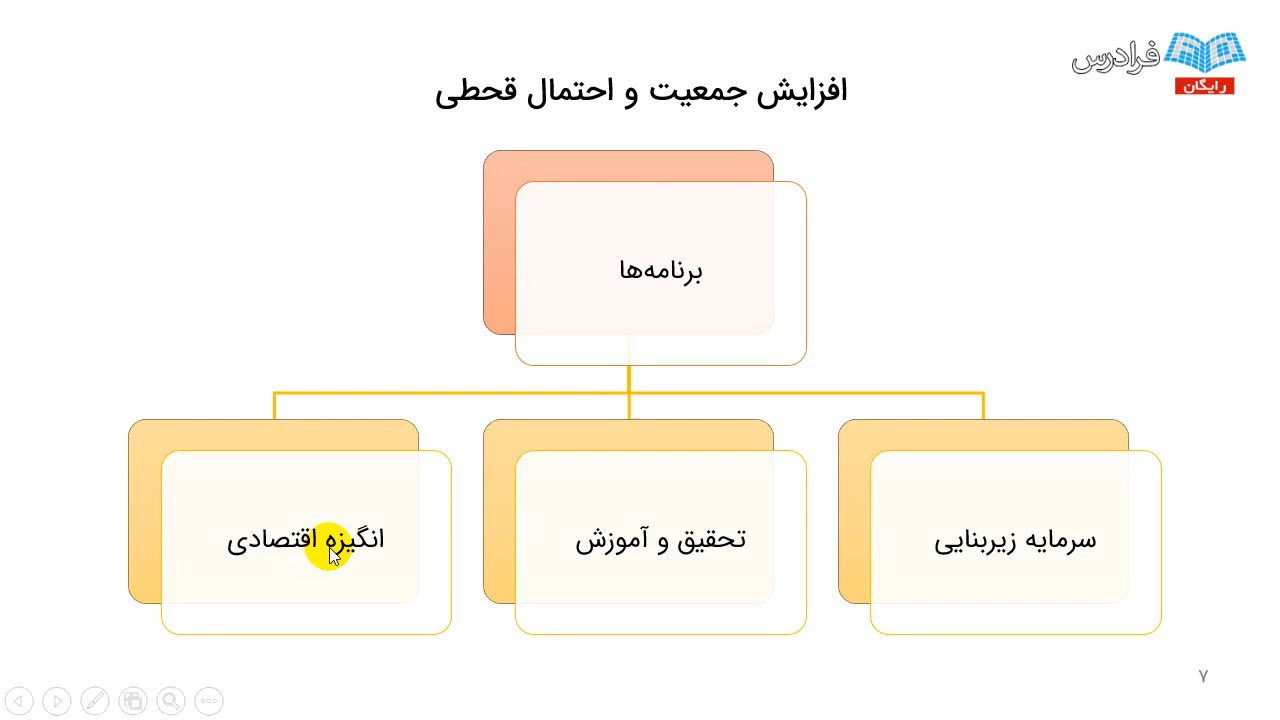 فرادرس
رایگان
افزایش جمعیت و احتمال قحطی
برنامه‌ها
سرمایه زیربنایی
تحقیق و آموزش
انگیزه اقتصادی
۷